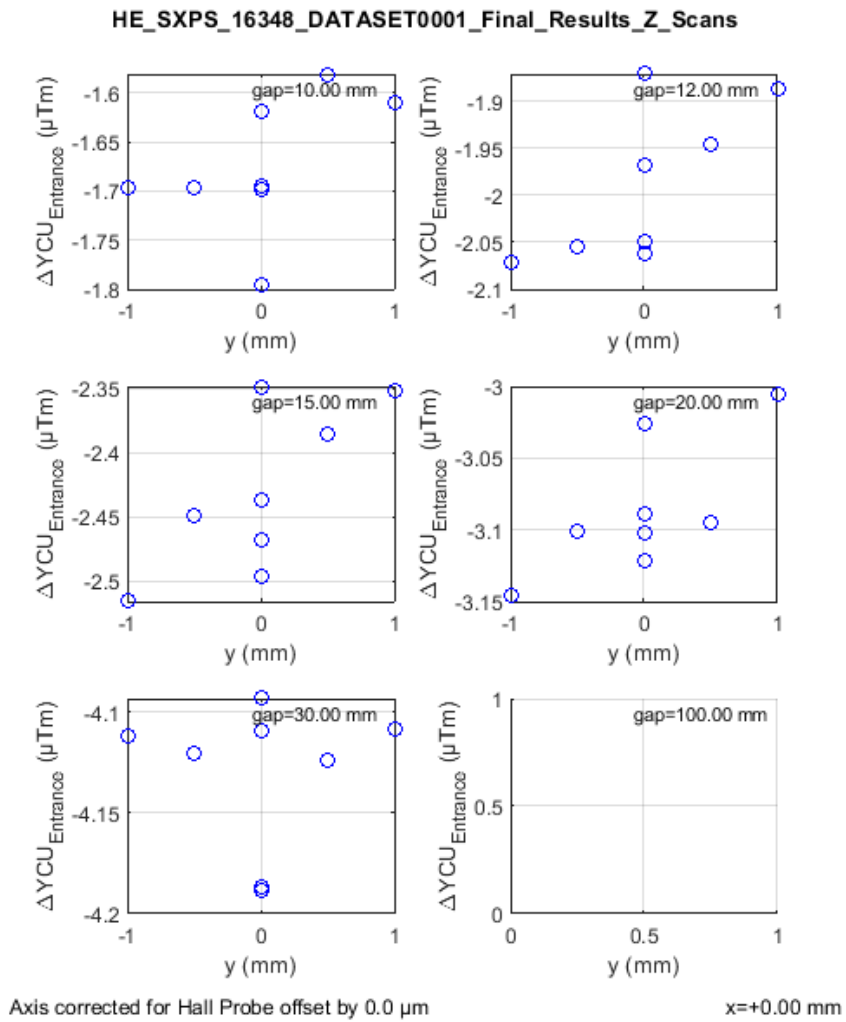 HE_SXPS_16348_DATASET0001_Final_Results_Z_Scans
gap=10.00 mm
ΔYCU_Entrance (µTm)
-1.6
-1.65
-1.7
-1.75
-1.8
-1 0 1
y (mm)
gap=12.00 mm
ΔYCU_Entrance (µTm)
-1.9
-1.95
-2
-2.05
-2.1
-1 0 1
y (mm)
gap=15.00 mm
ΔYCU_Entrance (µTm)
-2.35
-2.4
-2.45
-2.5
-1 0 1
y (mm)
gap=20.00 mm
ΔYCU_Entrance (µTm)
-3
-3.05
-3.1
-3.15
-1 0 1
y (mm)
gap=30.00 mm
ΔYCU_Entrance (µTm)
-4.1
-4.15
-4.2
-1 0 1
y (mm)
gap=100.00 mm
ΔYCU_Entrance (µTm)
1
0.5
0
0 0.5 1
y (mm)
Axis corrected for Hall Probe offset by 0.0 µm
x=+0.00 mm